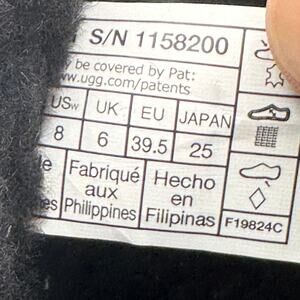 S/N 1158200
be covered by Pat:
www.ugg.com/patents
USw UK EU JAPAN
8 6 39.5 25
Fabriqué Hecho
aux en
Philippines Filipinas
F19824C